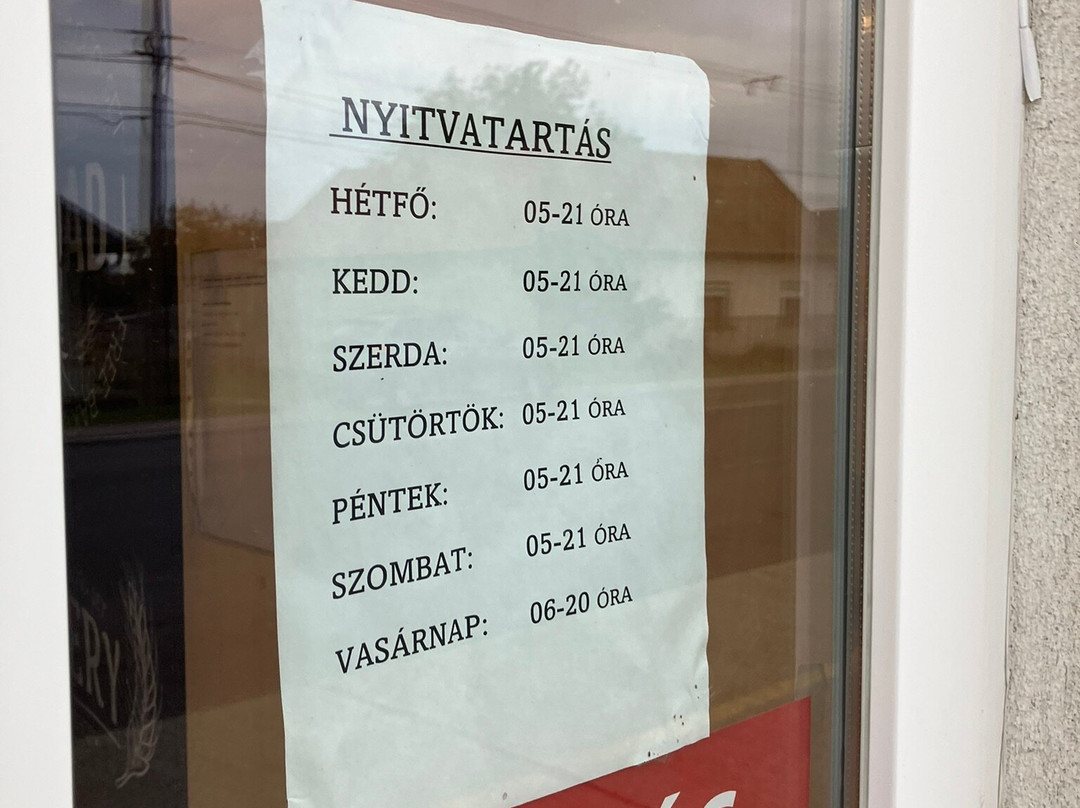 NYITVATARTÁS
HÉTFŐ: 05-21 ÓRA
KEDD: 05-21 ÓRA
SZERDA: 05-21 ÓRA
CSÜTÖRTÖK: 05-21 ÓRA
PÉNTEK: 05-21 ÓRA
SZOMBAT: 05-21 ÓRA
VASÁRNAP: 06-20 ÓRA